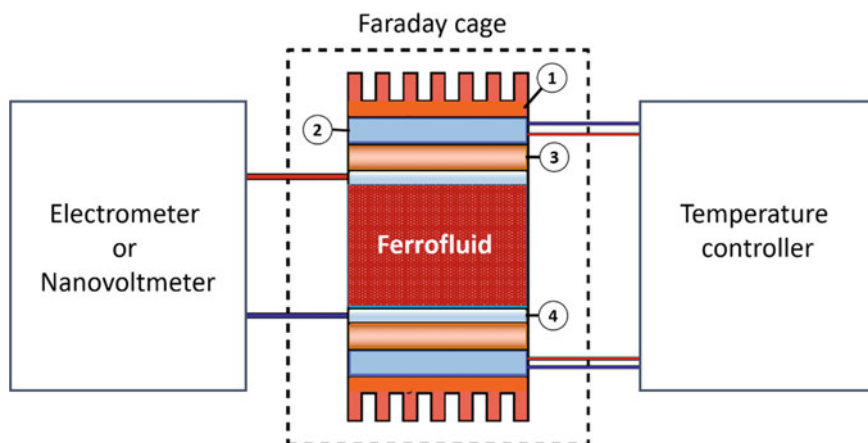 Faraday cage
1
2
3
Electrometer
or
Nanovoltmeter
Ferrofluid
Temperature
controller
4